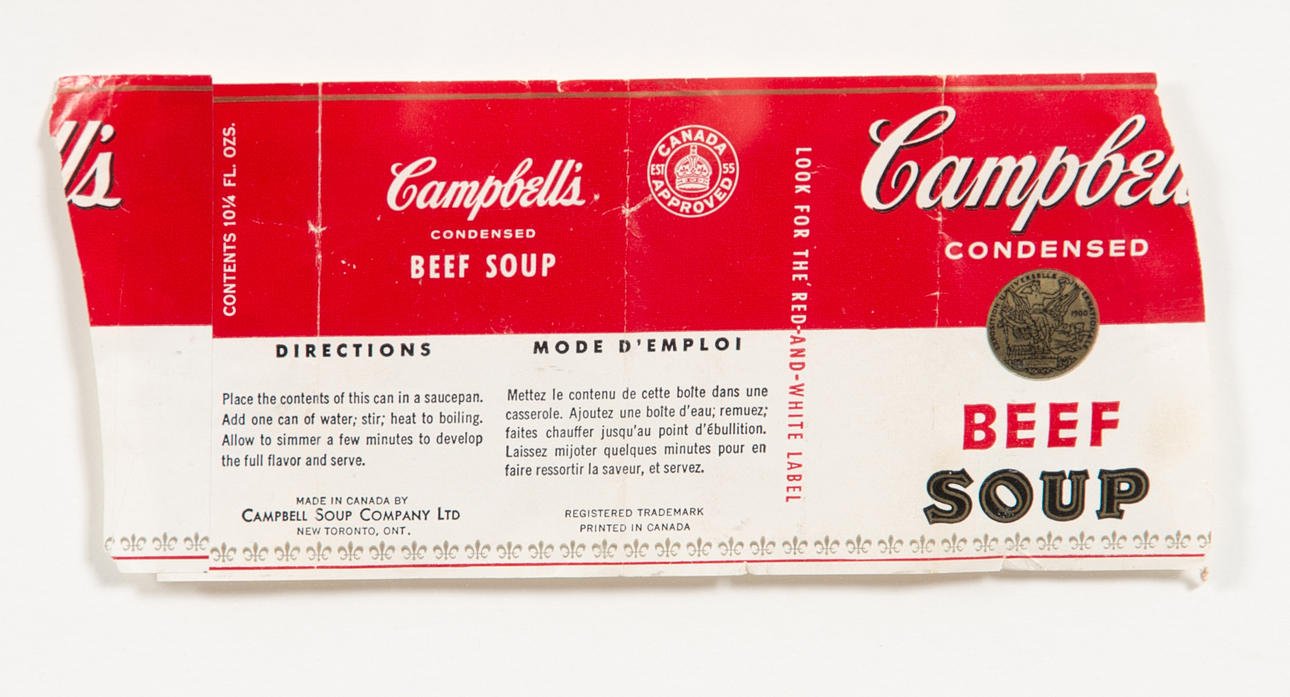 ll's
CONTENTS 10¼ FL. OZS.
Campbell's
CONDENSED
BEEF SOUP
CANADA
EST 55
APPROVED
DIRECTIONS
Place the contents of this can in a saucepan.
Add one can of water; stir; heat to boiling.
Allow to simmer a few minutes to develop
the full flavor and serve.
MADE IN CANADA BY
CAMPBELL SOUP COMPANY LTD
NEW TORONTO, ONT.
MODE D'EMPLOI
Mettez le contenu de cette boîte dans une
casserole. Ajoutez une boîte d'eau; remuez;
faites chauffer jusqu'au point d'ébullition.
Laissez mijoter quelques minutes pour en
faire ressortir la saveur, et servez.
REGISTERED TRADEMARK
PRINTED IN CANADA
LOOK FOR THE RED-AND-WHITE LABEL
Campbell
CONDENSED
EXPOSITION UNIVERSELLE INTERNATIONALE
1900
BEEF
SOUP